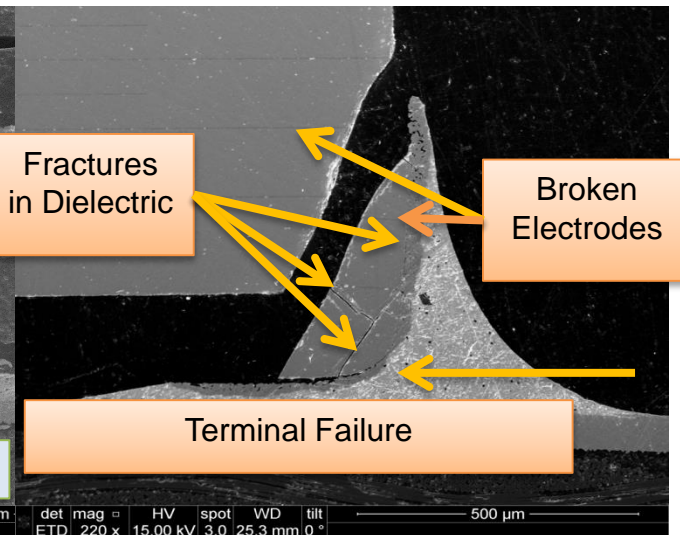 Fractures
in Dielectric
Broken
Electrodes
Terminal Failure
m
det mag □ HV spot WD tilt
ETD 220 x 15.00 kV 3.0 25.3 mm 0 °
500 µm